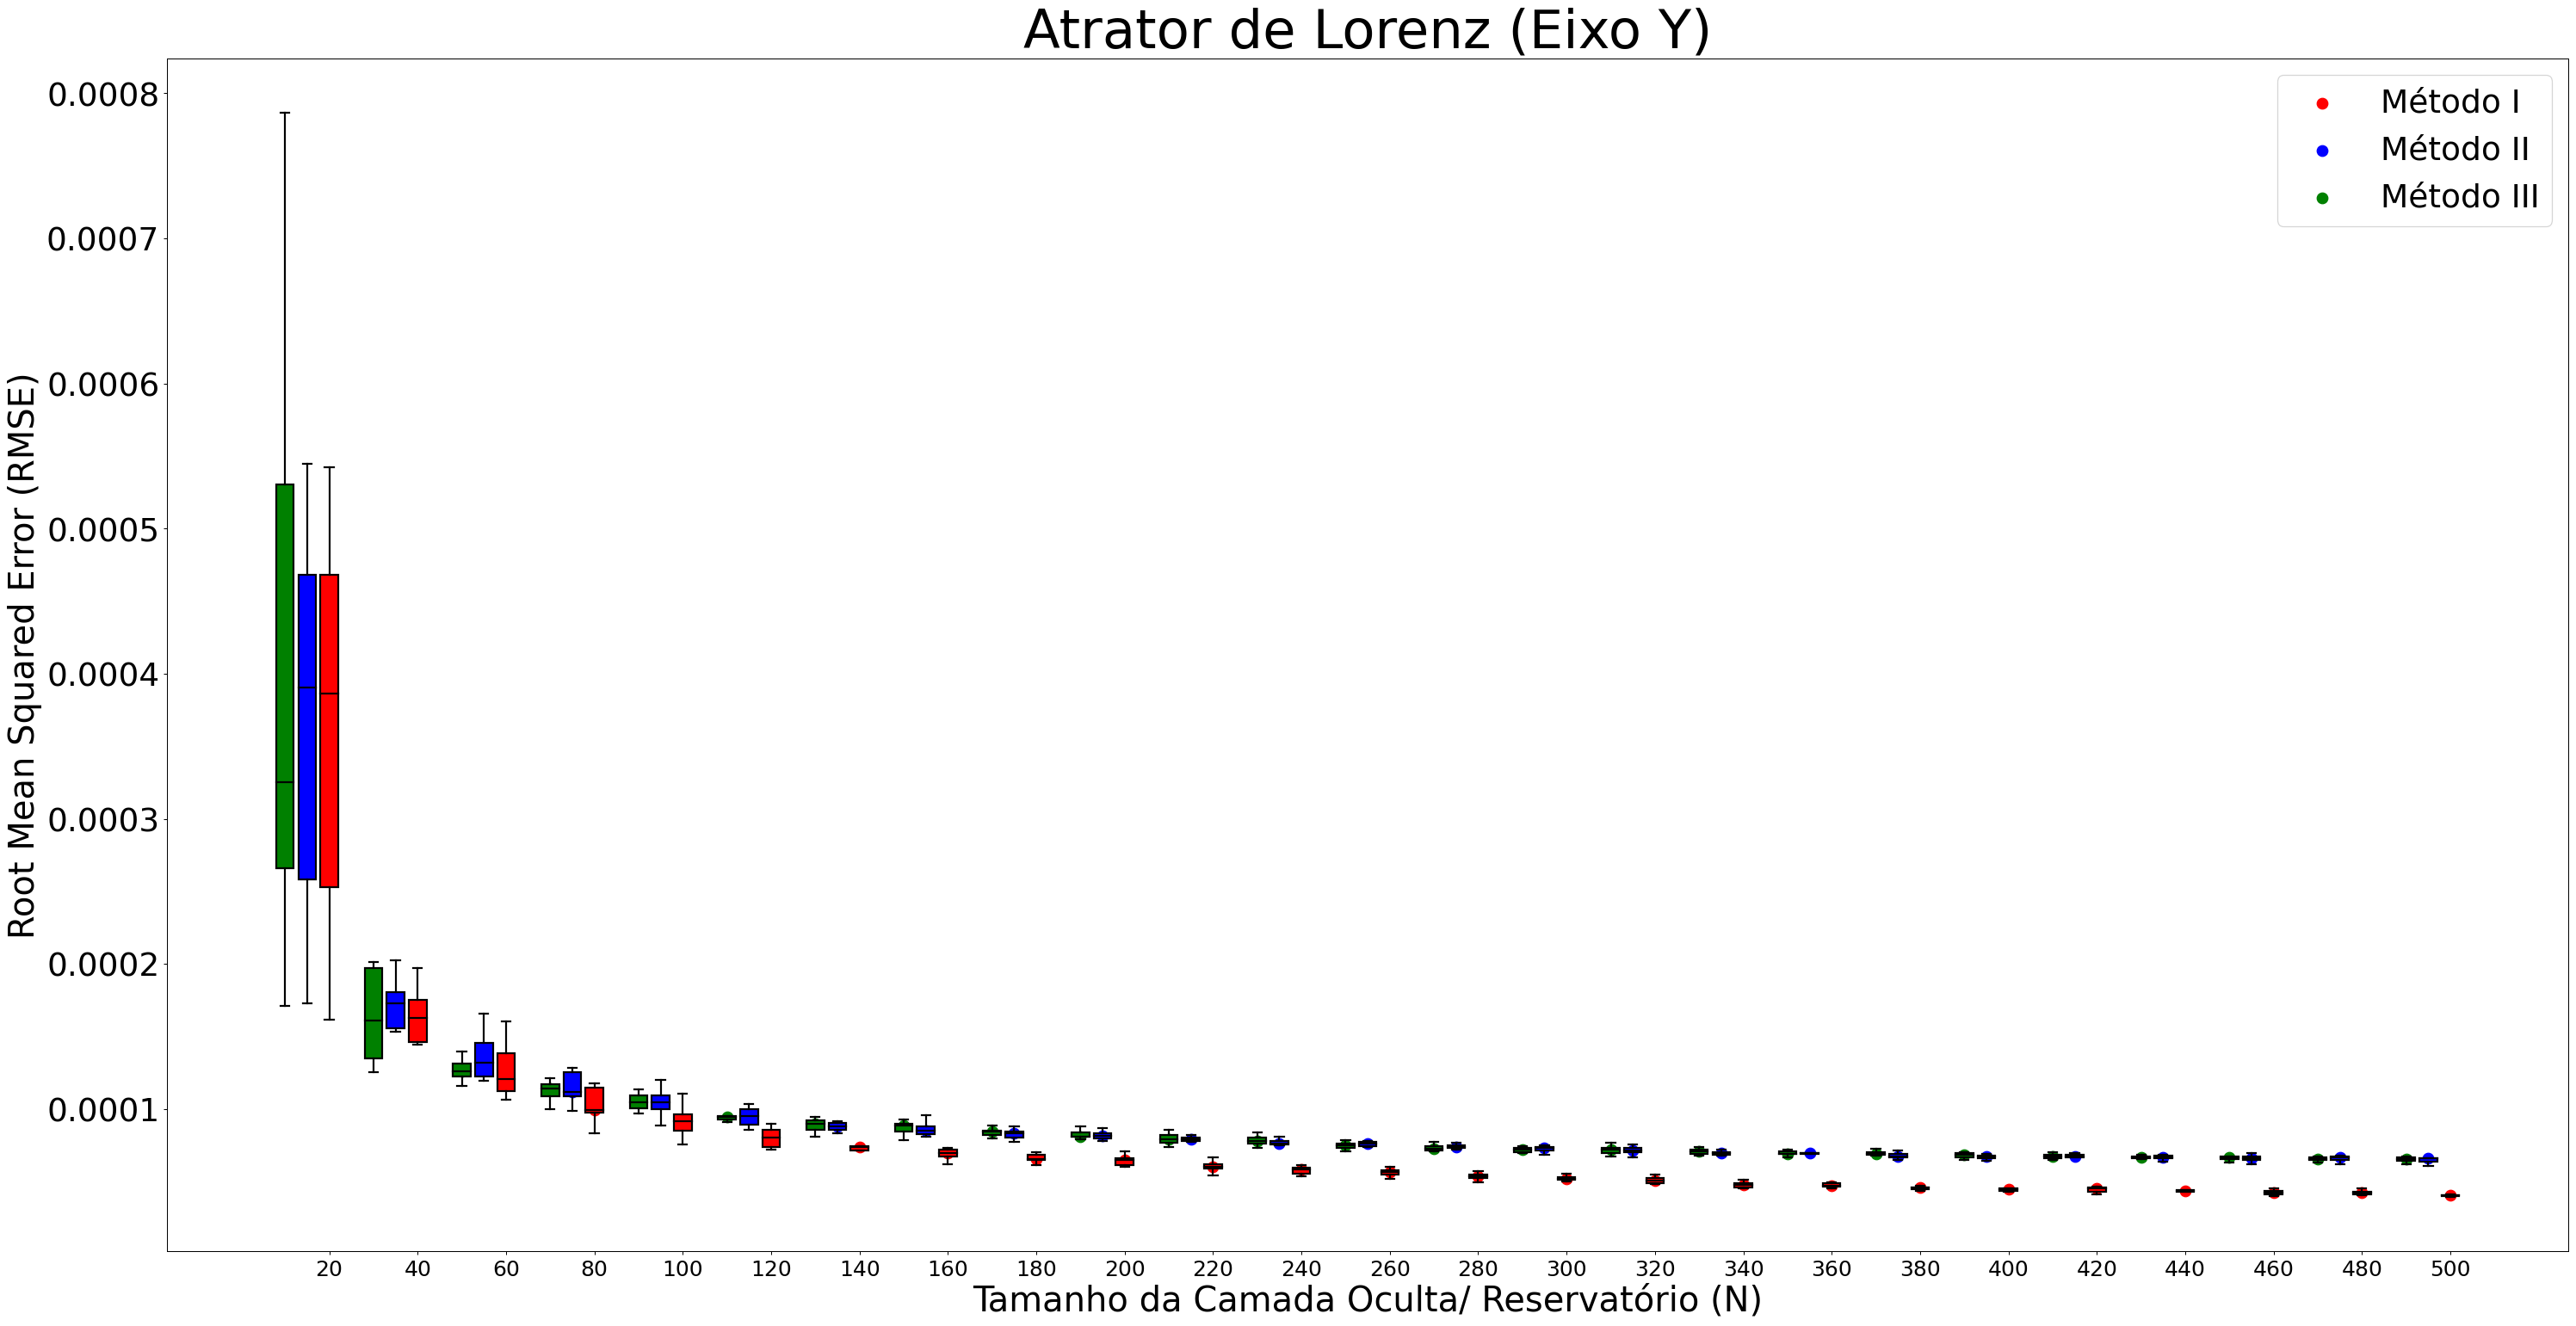 Atrator de Lorenz (Eixo Y)
Root Mean Squared Error (RMSE)
0.0008
0.0007
0.0006
0.0005
0.0004
0.0003
0.0002
0.0001
Método I
Método II
Método III
20 40 60 80 100 120 140 160 180 200 220 240 260 280 300 320 340 360 380 400 420 440 460 480 500
Tamanho da Camada Oculta/ Reservatório (N)